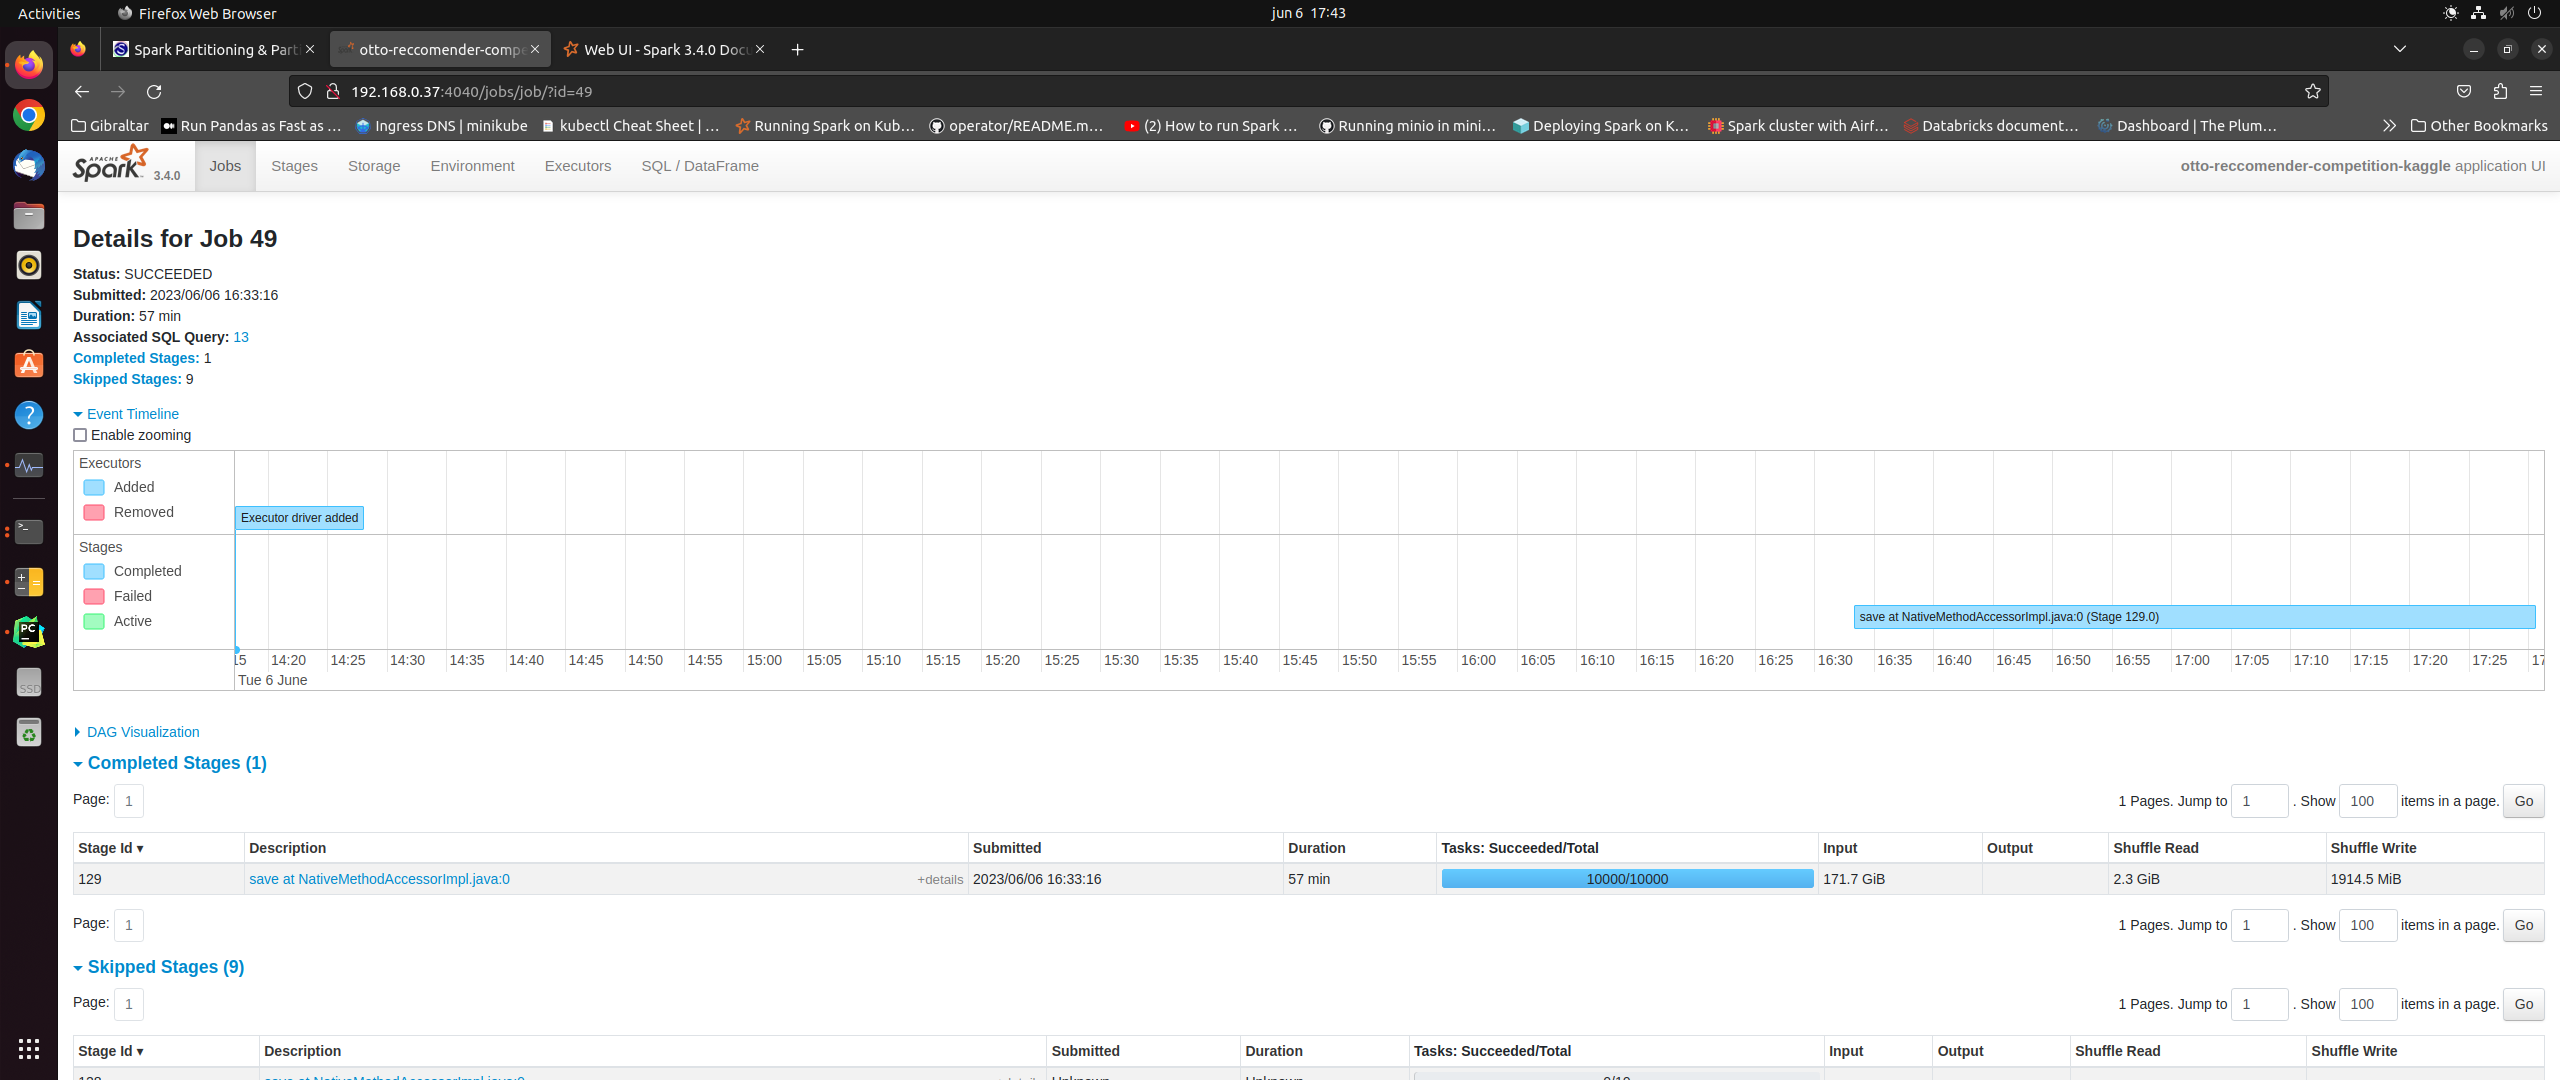 Activities Firefox Web Browser jun 6 17:43
Spark Partitioning & Part otto-reccomender-compe Web UI - Spark 3.4.0 Docu
192.168.0.37:4040/jobs/job/?id=49
Gibraltar Run Pandas as Fast as … Ingress DNS | minikube kubectl Cheat Sheet | … Running Spark on Kub… operator/README.m… (2) How to run Spark … Running minio in mini… Deploying Spark on K… Spark cluster with Airf… Databricks document… Dashboard | The Plum… Other Bookmarks
APACHE Spark 3.4.0 Jobs Stages Storage Environment Executors SQL / DataFrame otto-reccomender-competition-kaggle application UI
Details for Job 49
Status: SUCCEEDED
Submitted: 2023/06/06 16:33:16
Duration: 57 min
Associated SQL Query: 13
Completed Stages: 1
Skipped Stages: 9
Event Timeline
Enable zooming
Executors
Added
Removed
Executor driver added
Stages
Completed
Failed
Active
save at NativeMethodAccessorImpl.java:0 (Stage 129.0)
15 14:20 14:25 14:30 14:35 14:40 14:45 14:50 14:55 15:00 15:05 15:10 15:15 15:20 15:25 15:30 15:35 15:40 15:45 15:50 15:55 16:00 16:05 16:10 16:15 16:20 16:25 16:30 16:35 16:40 16:45 16:50 16:55 17:00 17:05 17:10 17:15 17:20 17:25 17
Tue 6 June
DAG Visualization
Completed Stages (1)
Page: 1 1 Pages. Jump to 1 . Show 100 items in a page. Go
Stage Id ▾ Description Submitted Duration Tasks: Succeeded/Total Input Output Shuffle Read Shuffle Write
129 save at NativeMethodAccessorImpl.java:0 +details 2023/06/06 16:33:16 57 min 10000/10000 171.7 GiB 2.3 GiB 1914.5 MiB
Page: 1 1 Pages. Jump to 1 . Show 100 items in a page. Go
Skipped Stages (9)
Page: 1 1 Pages. Jump to 1 . Show 100 items in a page. Go
Stage Id ▾ Description Submitted Duration Tasks: Succeeded/Total Input Output Shuffle Read Shuffle Write